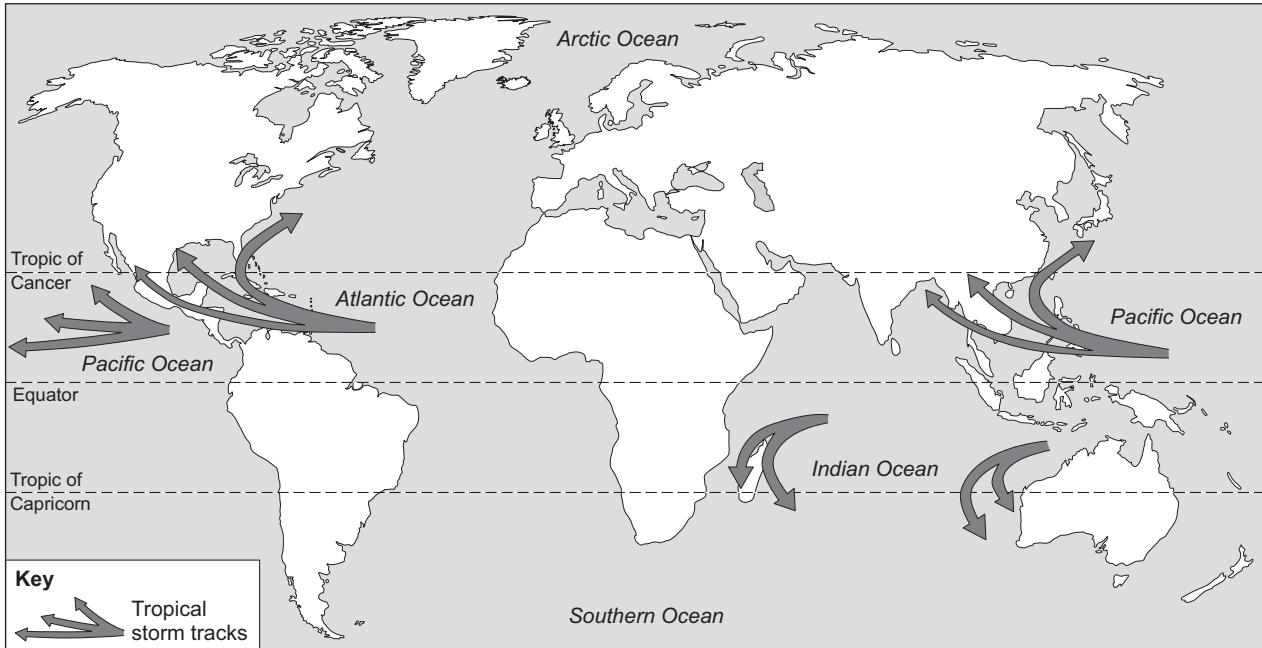 Arctic Ocean
Tropic of
Cancer
Atlantic Ocean
Pacific Ocean
Pacific Ocean
Equator
Indian Ocean
Tropic of
Capricorn
Southern Ocean
Key
Tropical
storm tracks